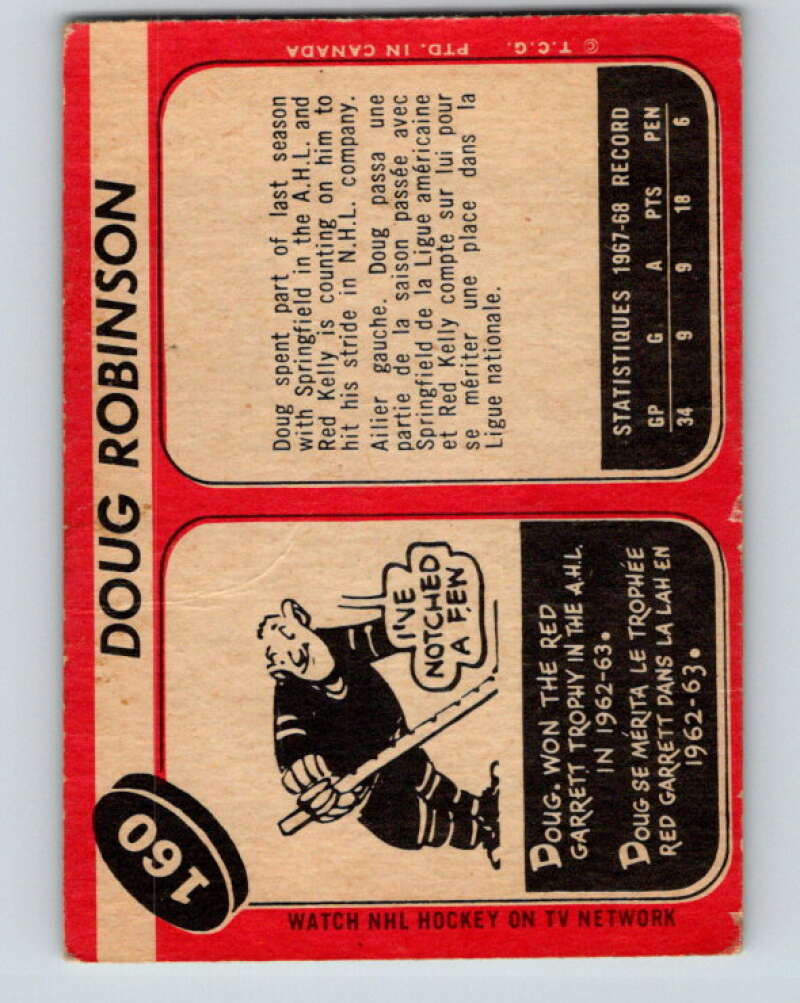 160
DOUG ROBINSON
I'VE
NOTCHED
A FEW
DOUG. WON THE RED
GARRETT TROPHY IN THE A.H.L.
IN 1962-63.
DOUG SE MÉRITA LE TROPHÉE
RED GARRETT DANS LA LAH EN
1962-63.
Doug spent part of last season
with Springfield in the A.H.L. and
Red Kelly is counting on him to
hit his stride in N.H.L. company.
Ailier gauche. Doug passa une
partie de la saison passée avec
Springfield de la Ligue américaine
et Red Kelly compte sur lui pour
se mériter une place dans la
Ligue nationale.
STATISTIQUES 1967-68 RECORD
GP G A PTS PEN
34 9 9 18 6
WATCH NHL HOCKEY ON TV NETWORK
© T.C.G. PTD. IN CANADA